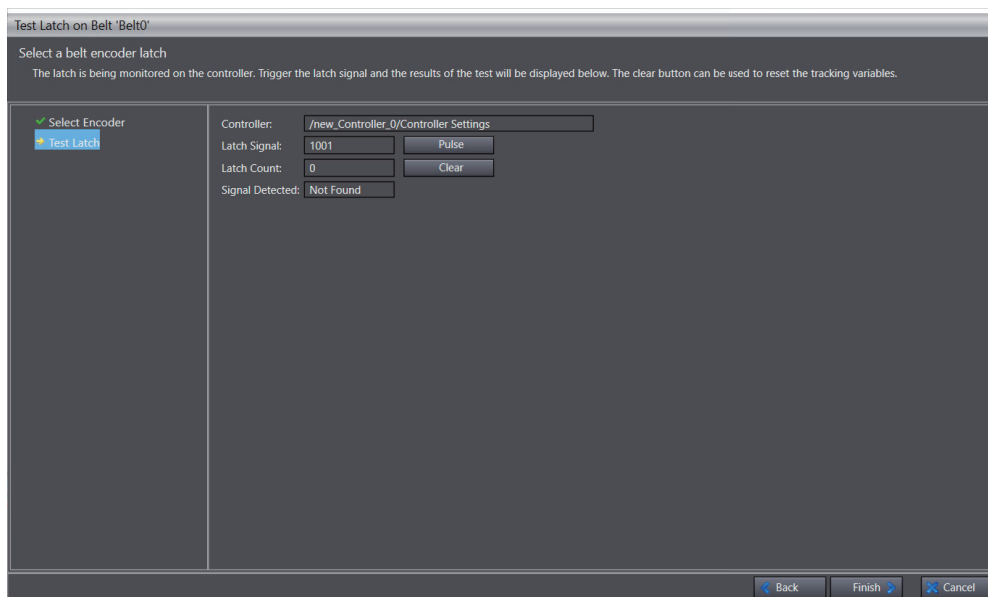 Test Latch on Belt 'Belt0'
Select a belt encoder latch
The latch is being monitored on the controller. Trigger the latch signal and the results of the test will be displayed below. The clear button can be used to reset the tracking variables.
Select Encoder
Test Latch
Controller: /new_Controller_0/Controller Settings
Latch Signal: 1001 Pulse
Latch Count: 0 Clear
Signal Detected: Not Found
Back Finish Cancel